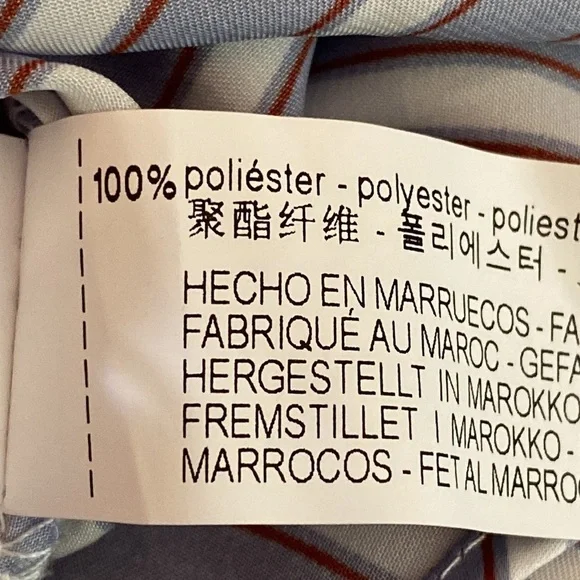 100% poliéster - polyester - poliest
聚酯纤维 - 폴리에스터 -
HECHO EN MARRUECOS - FA
FABRIQUÉ AU MAROC - GEFA
HERGESTELLT IN MAROKKO
FREMSTILLET I MAROKKO -
MARROCOS - FET AL MARRO